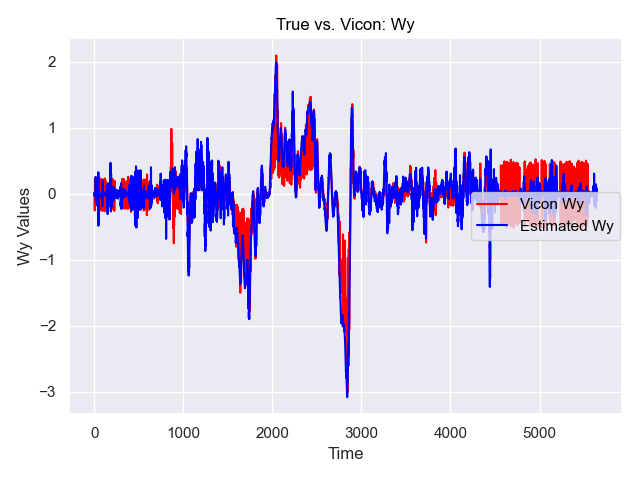 True vs. Vicon: Wy
Wy Values
2
1
0
−1
−2
−3
0 1000 2000 3000 4000 5000
Time
Vicon Wy
Estimated Wy